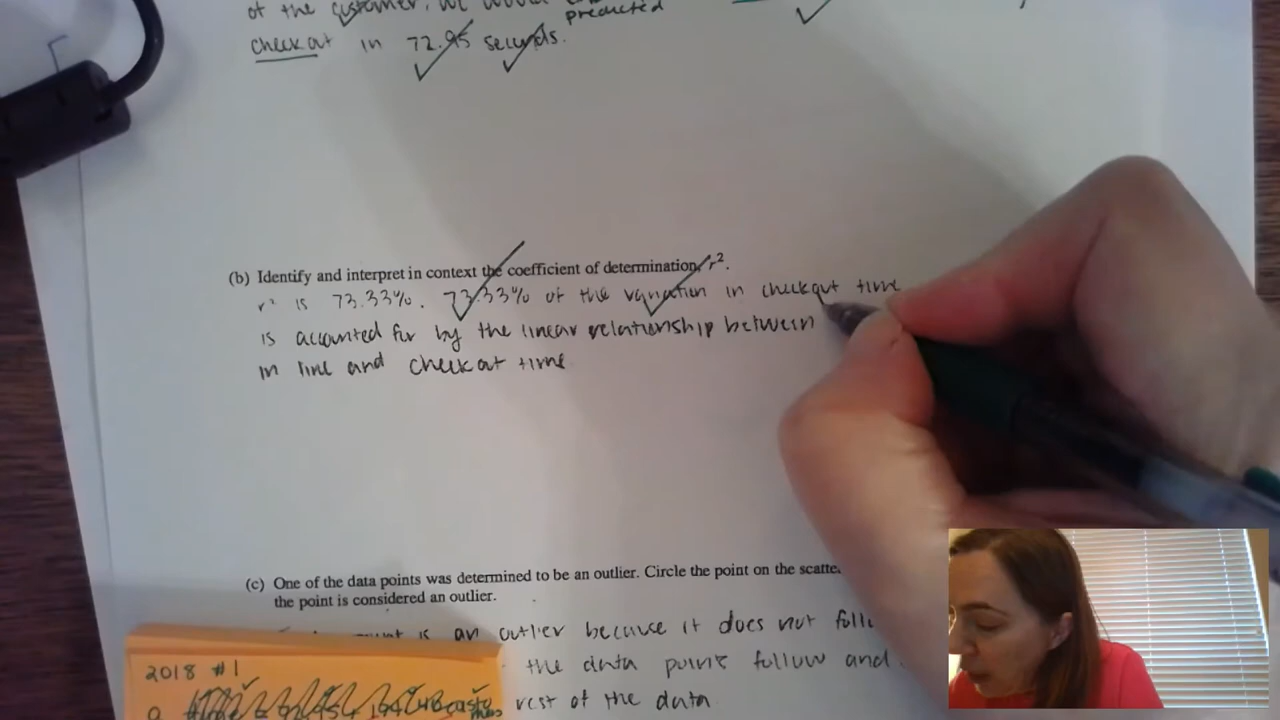 of the customer, we would
predicted
check out in 72.95 seconds.
(b) Identify and interpret in context the coefficient of determination, r².
r² is 73.33%. 73.33% of the variation in checkout time
is accounted for by the linear relationship between
in line and check out time
(c) One of the data points was determined to be an outlier. Circle the point on the
the point is considered an outlier.
is an outlier because it does not
the data points follow and
2018 #1
rest of the data